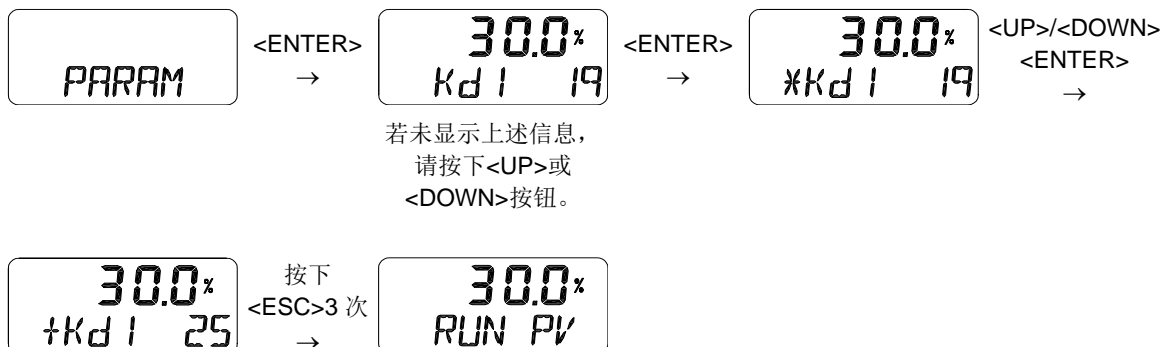 PARAM
<ENTER>
→
30.0%
Kd1 19
若未显示上述信息，
请按下<UP>或
<DOWN>按钮。
<ENTER>
→
30.0%
*Kd1 19
<UP>/<DOWN>
<ENTER>
→
30.0%
+Kd1 25
按下
<ESC>3 次
→
30.0%
RUN PV